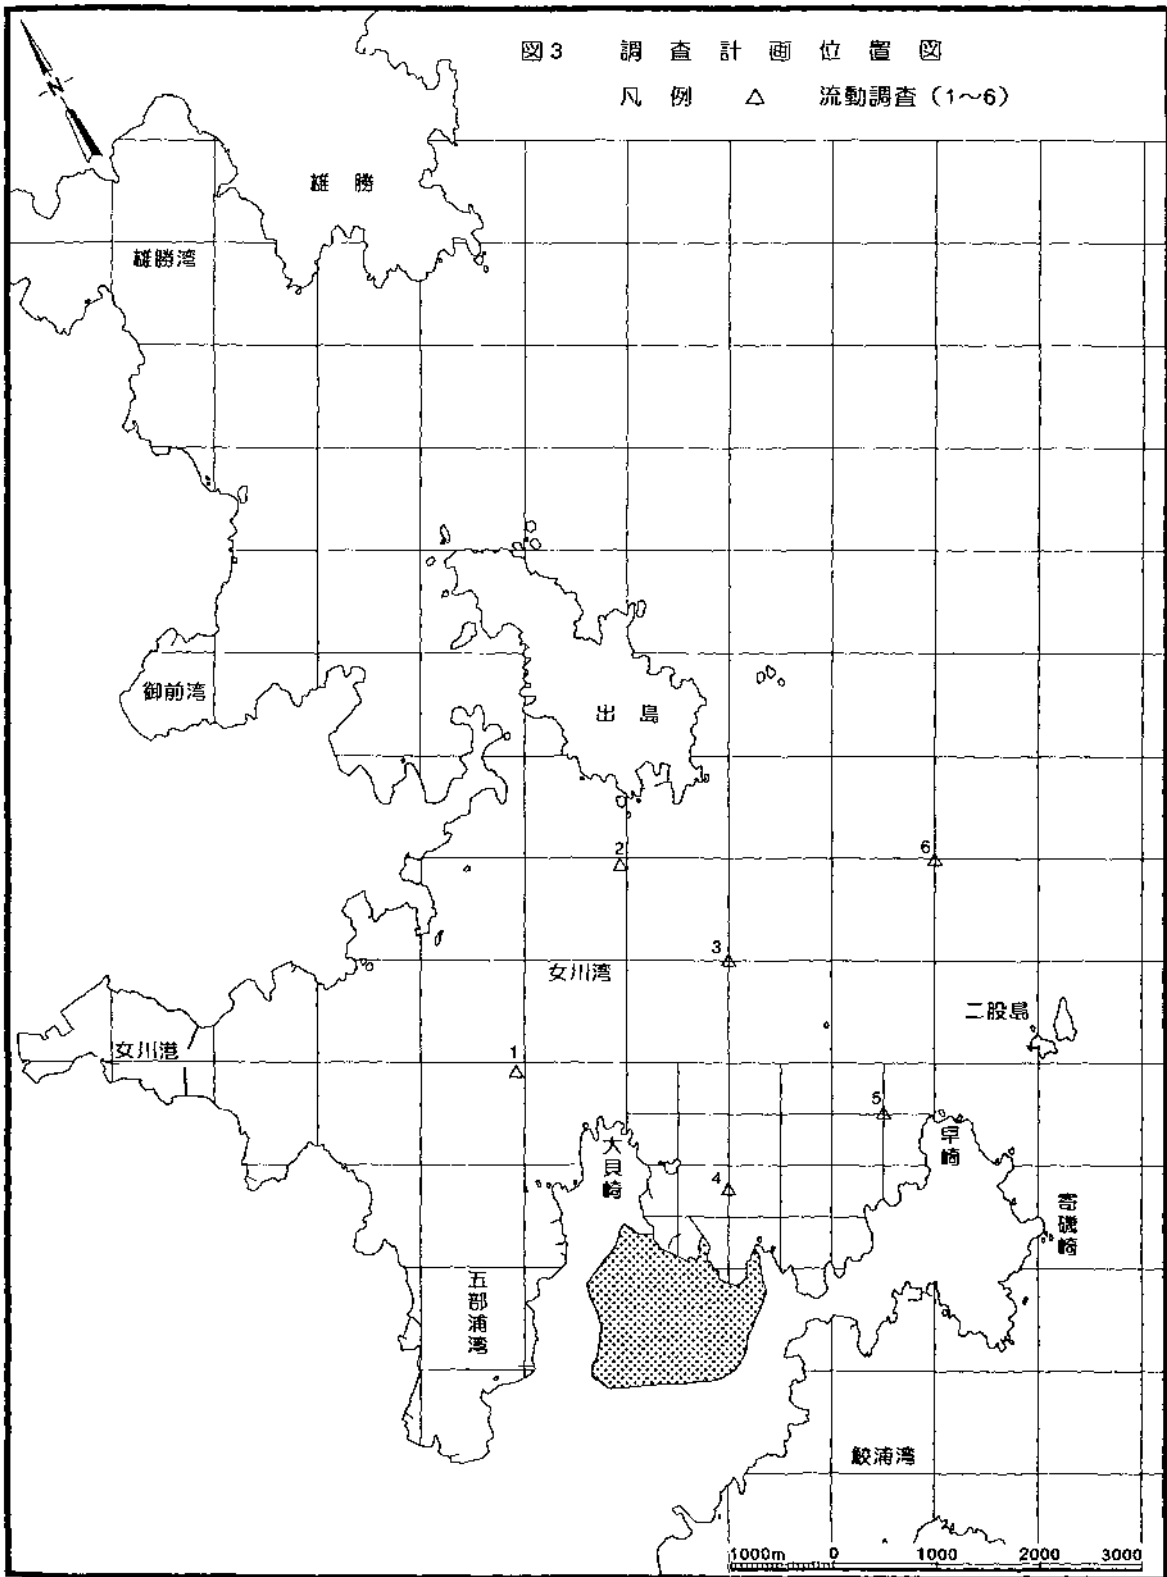 図3 調査計画位置図
凡例 △ 流動調査(1~6)
N
雄勝
雄勝湾
御前湾
出島
2
6
3
女川湾
二股島
女川港
1
5
早崎
大貝崎
4
寄磯崎
五部浦湾
鮫浦湾
1000m 0 1000 2000 3000